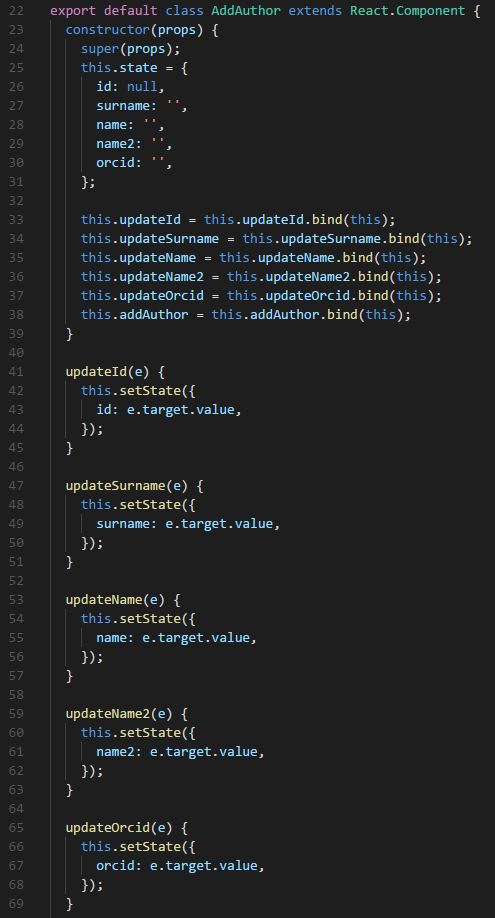 22 export default class AddAuthor extends React.Component {
23   constructor(props) {
24     super(props);
25     this.state = {
26       id: null,
27       surname: '',
28       name: '',
29       name2: '',
30       orcid: '',
31     };
32
33     this.updateId = this.updateId.bind(this);
34     this.updateSurname = this.updateSurname.bind(this);
35     this.updateName = this.updateName.bind(this);
36     this.updateName2 = this.updateName2.bind(this);
37     this.updateOrcid = this.updateOrcid.bind(this);
38     this.addAuthor = this.addAuthor.bind(this);
39   }
40
41   updateId(e) {
42     this.setState({
43       id: e.target.value,
44     });
45   }
46
47   updateSurname(e) {
48     this.setState({
49       surname: e.target.value,
50     });
51   }
52
53   updateName(e) {
54     this.setState({
55       name: e.target.value,
56     });
57   }
58
59   updateName2(e) {
60     this.setState({
61       name2: e.target.value,
62     });
63   }
64
65   updateOrcid(e) {
66     this.setState({
67       orcid: e.target.value,
68     });
69   }